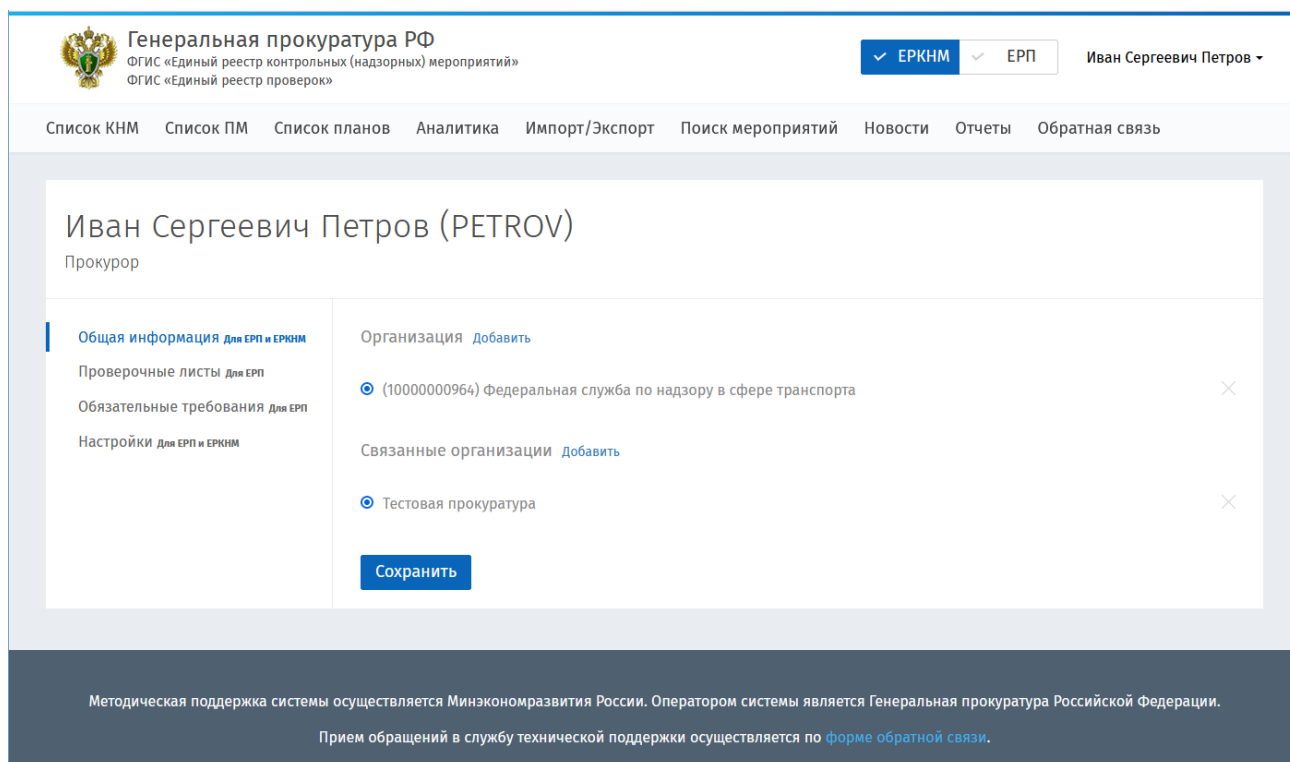 Генеральная прокуратура РФ
ФГИС «Единый реестр контрольных (надзорных) мероприятий»
ФГИС «Единый реестр проверок»
ЕРКНМ ЕРП Иван Сергеевич Петров
Список КНМ Список ПМ Список планов Аналитика Импорт/Экспорт Поиск мероприятий Новости Отчеты Обратная связь
Иван Сергеевич Петров (PETROV)
Прокурор
Общая информация Для ЕРП и ЕРКНМ
Проверочные листы Для ЕРП
Обязательные требования Для ЕРП
Настройки Для ЕРП и ЕРКНМ
Организация Добавить
(10000000964) Федеральная служба по надзору в сфере транспорта
Связанные организации Добавить
Тестовая прокуратура
Сохранить
Методическая поддержка системы осуществляется Минэкономразвития России. Оператором системы является Генеральная прокуратура Российской Федерации.
Прием обращений в службу технической поддержки осуществляется по форме обратной связи.